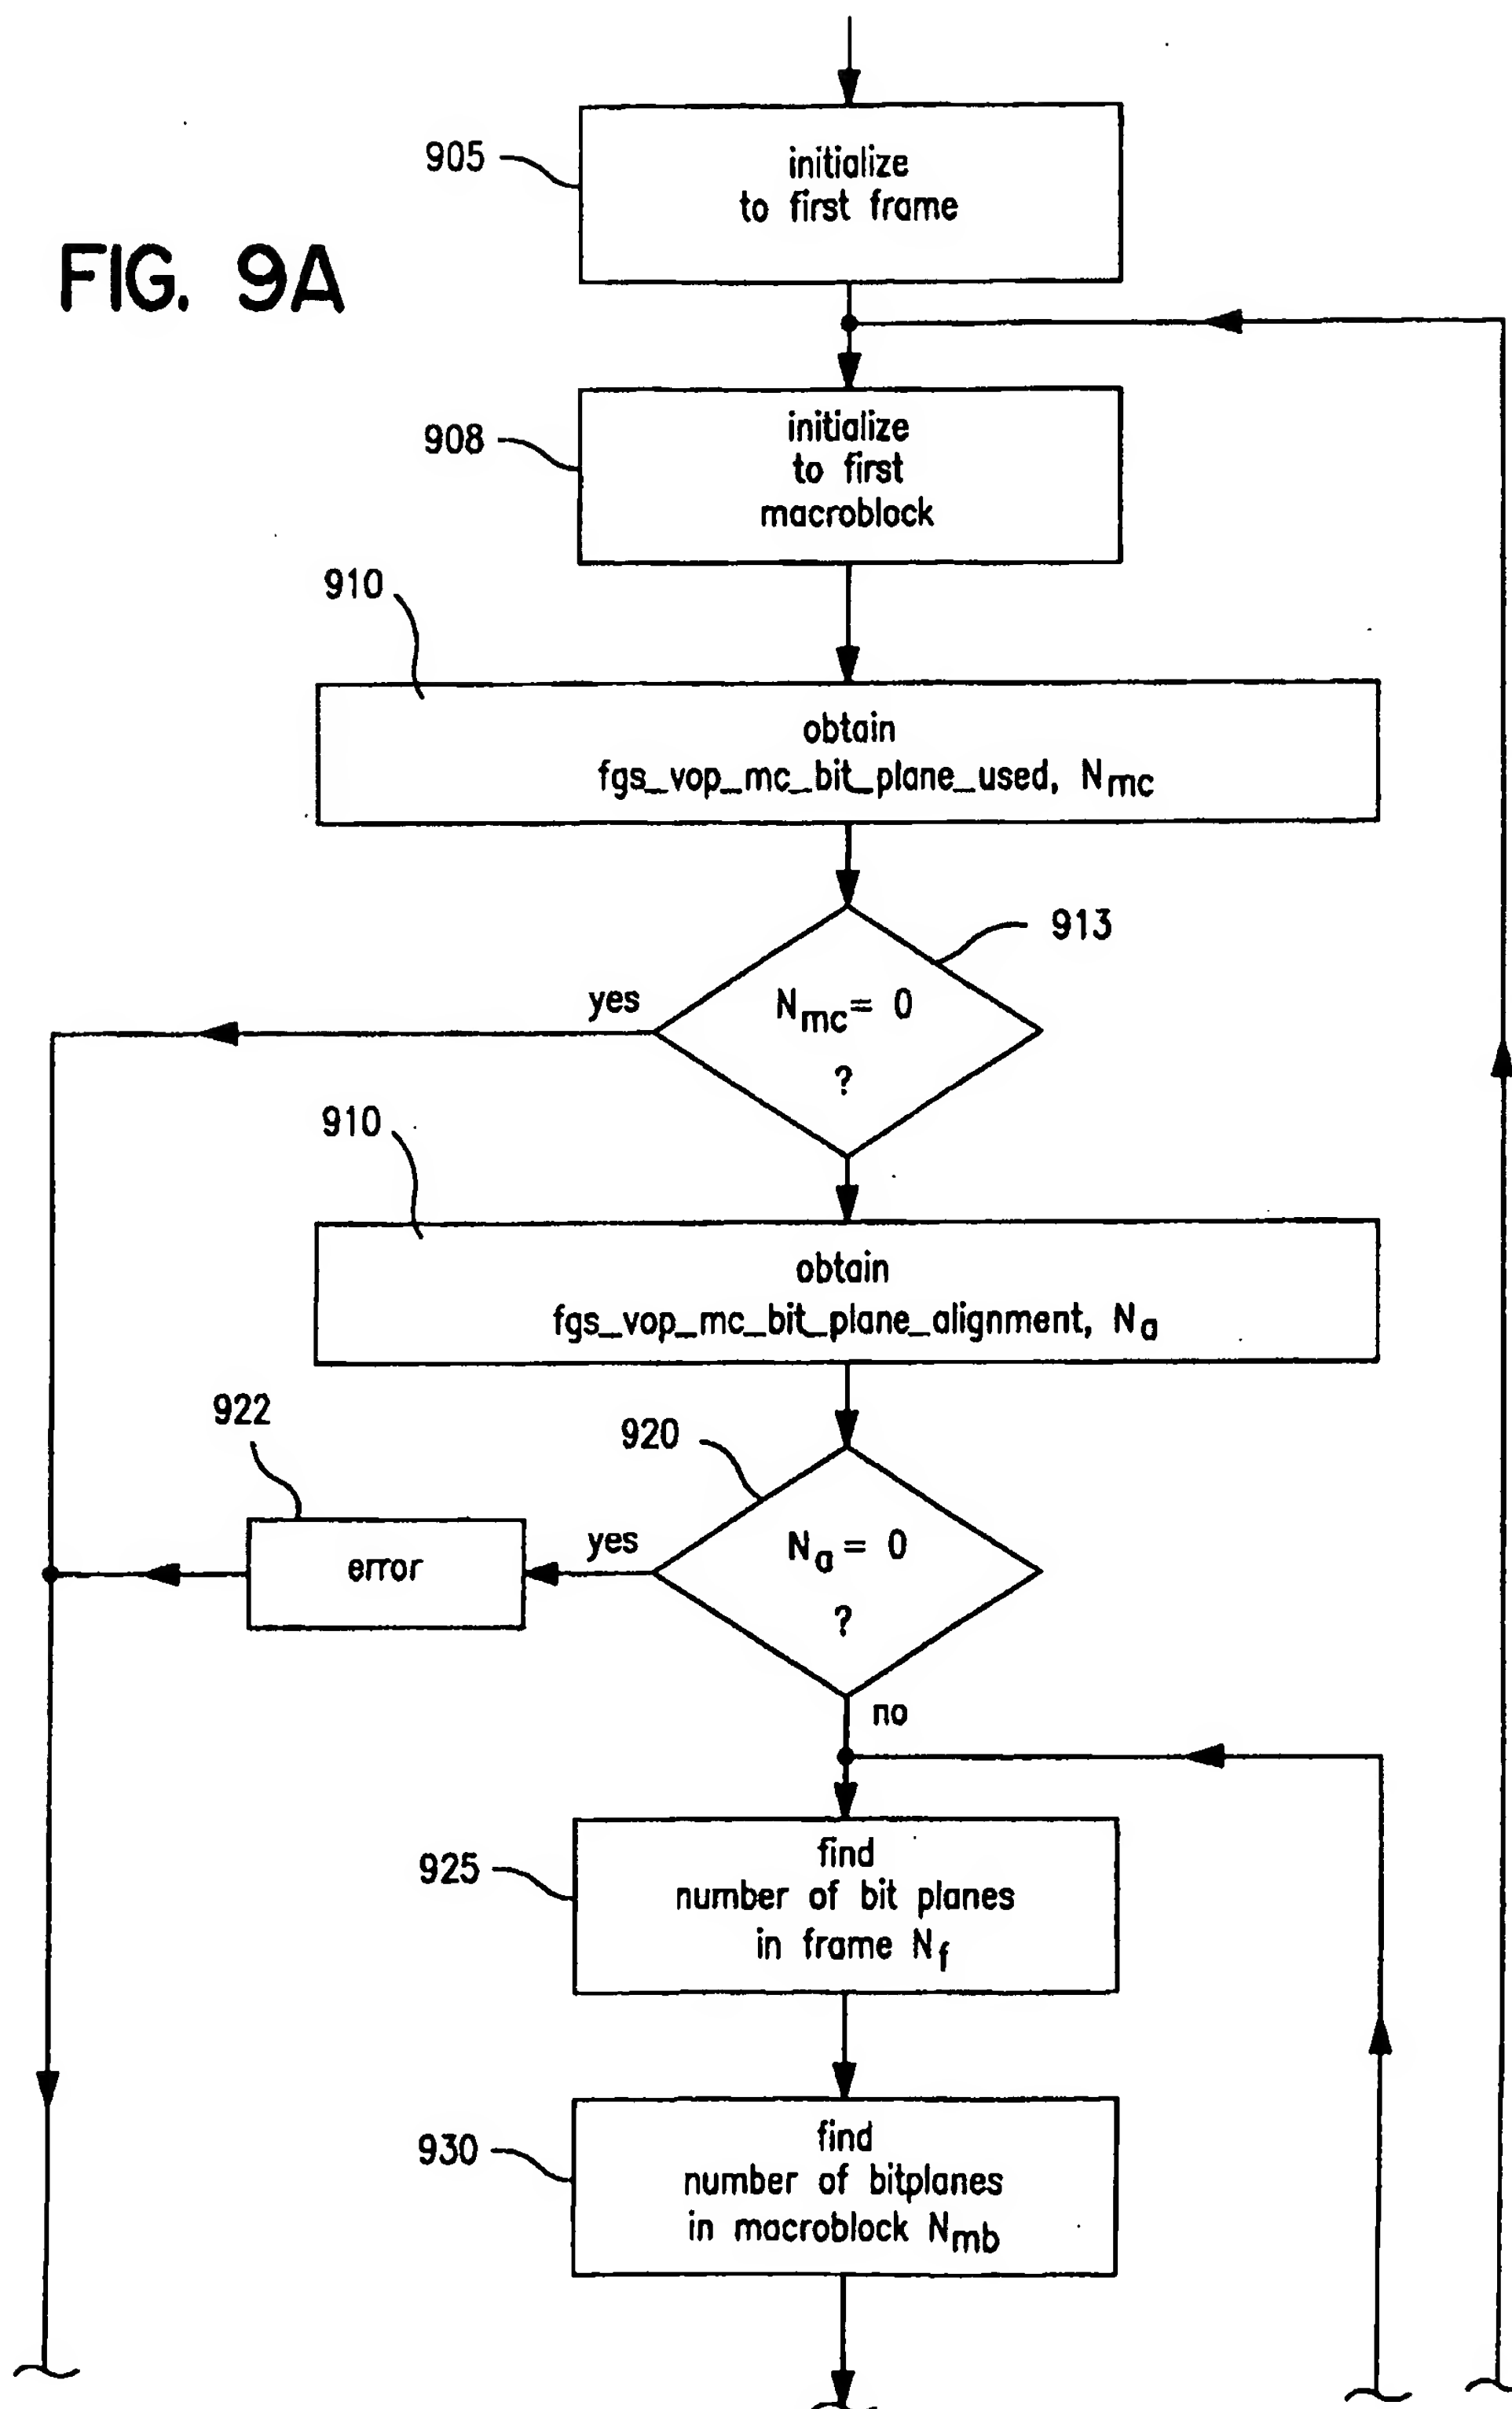 905
initialize
to first frame
FIG. 9A
908
initialize
to first
macroblock
910
obtain
fgs_vop_mc_bit_plane_used, Nmc
913
yes
Nmc= 0
?
910
obtain
fgs_vop_mc_bit_plane_alignment, Na
922
920
error
yes
Na = 0
?
no
925
find
number of bit planes
in frame Nf
930
find
number of bitplanes
in macroblock Nmb